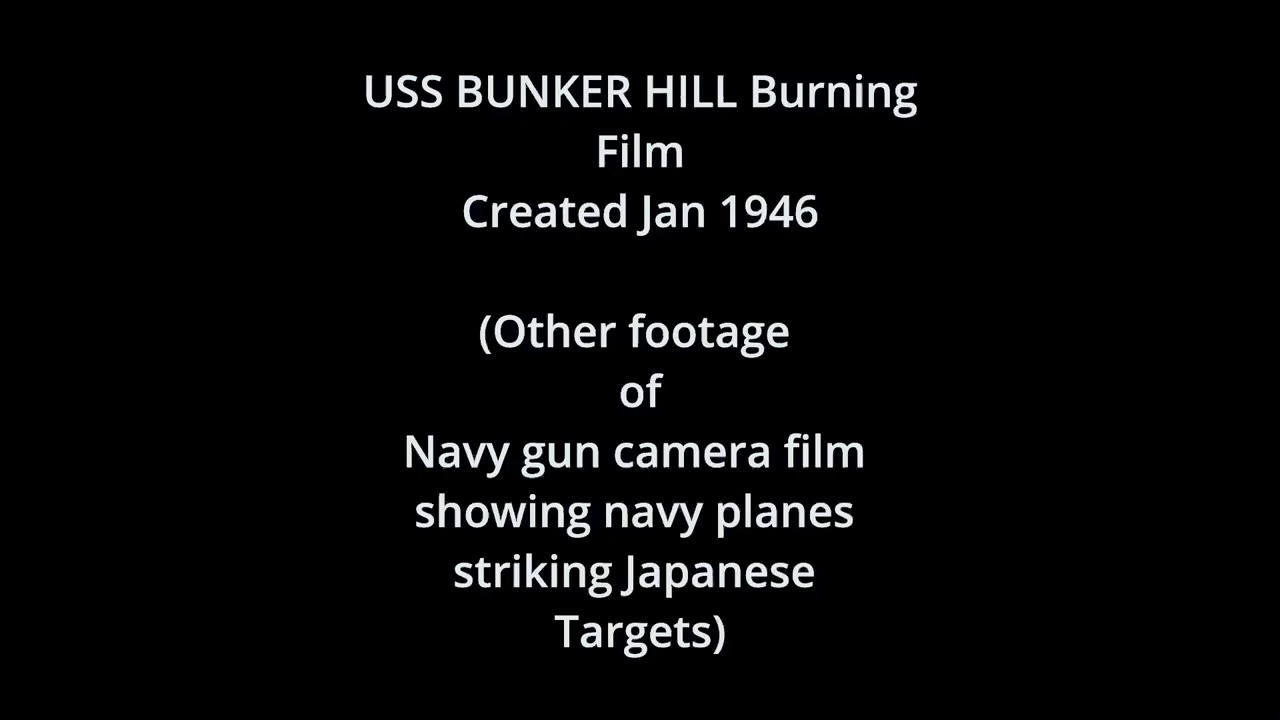 USS BUNKER HILL Burning
Film
Created Jan 1946
(Other footage
of
Navy gun camera film
showing navy planes
striking Japanese
Targets)